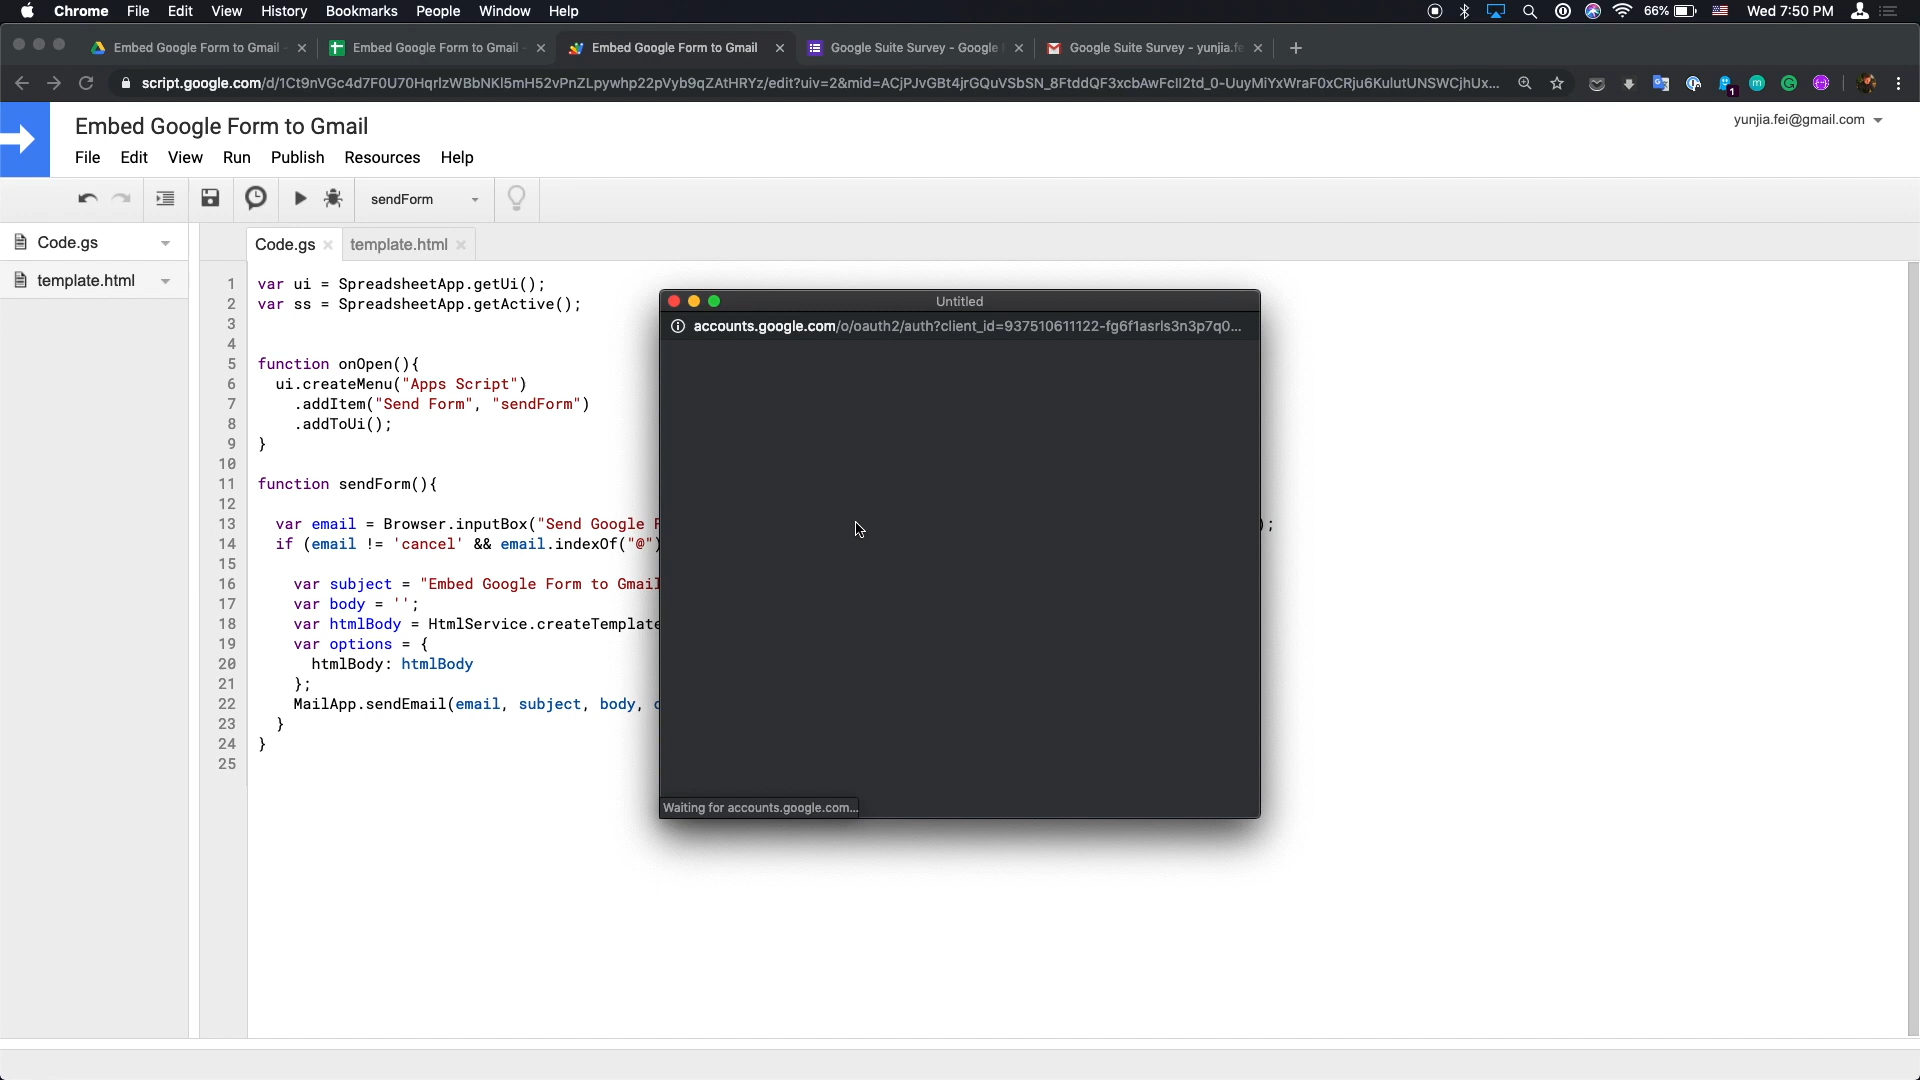 Chrome File Edit View History Bookmarks People Window Help 66% Wed 7:50 PM
Embed Google Form to Gmail Embed Google Form to Gmail Embed Google Form to Gmail Google Suite Survey - Google Google Suite Survey - yunjia.fe
script.google.com/d/1Ct9nVGc4d7F0U70HqrlzWBbNKl5mH52vPnZLpywhp22pVyb9qZAtHRYz/edit?uiv=2&mid=ACjPJvGBt4jrGQuVSbSN_8FtddQF3xcbAwFcll2td_0-UuyMiYxWraF0xCRju6KulutUNSWCjhUx... 1
Embed Google Form to Gmail
yunjia.fei@gmail.com
File Edit View Run Publish Resources Help
sendForm
Code.gs
template.html
Code.gs template.html
1 var ui = SpreadsheetApp.getUi();
2 var ss = SpreadsheetApp.getActive();
3
4
5 function onOpen(){
6 ui.createMenu("Apps Script")
7 .addItem("Send Form", "sendForm")
8 .addToUi();
9 }
10
11 function sendForm(){
12
13 var email = Browser.inputBox("Send Google F );
14 if (email != 'cancel' && email.indexOf("@")
15
16 var subject = "Embed Google Form to Gmail
17 var body = '';
18 var htmlBody = HtmlService.createTemplate
19 var options = {
20 htmlBody: htmlBody
21 };
22 MailApp.sendEmail(email, subject, body, o
23 }
24 }
25
Untitled
accounts.google.com/o/oauth2/auth?client_id=937510611122-fg6f1asrls3n3p7q0...
Waiting for accounts.google.com...